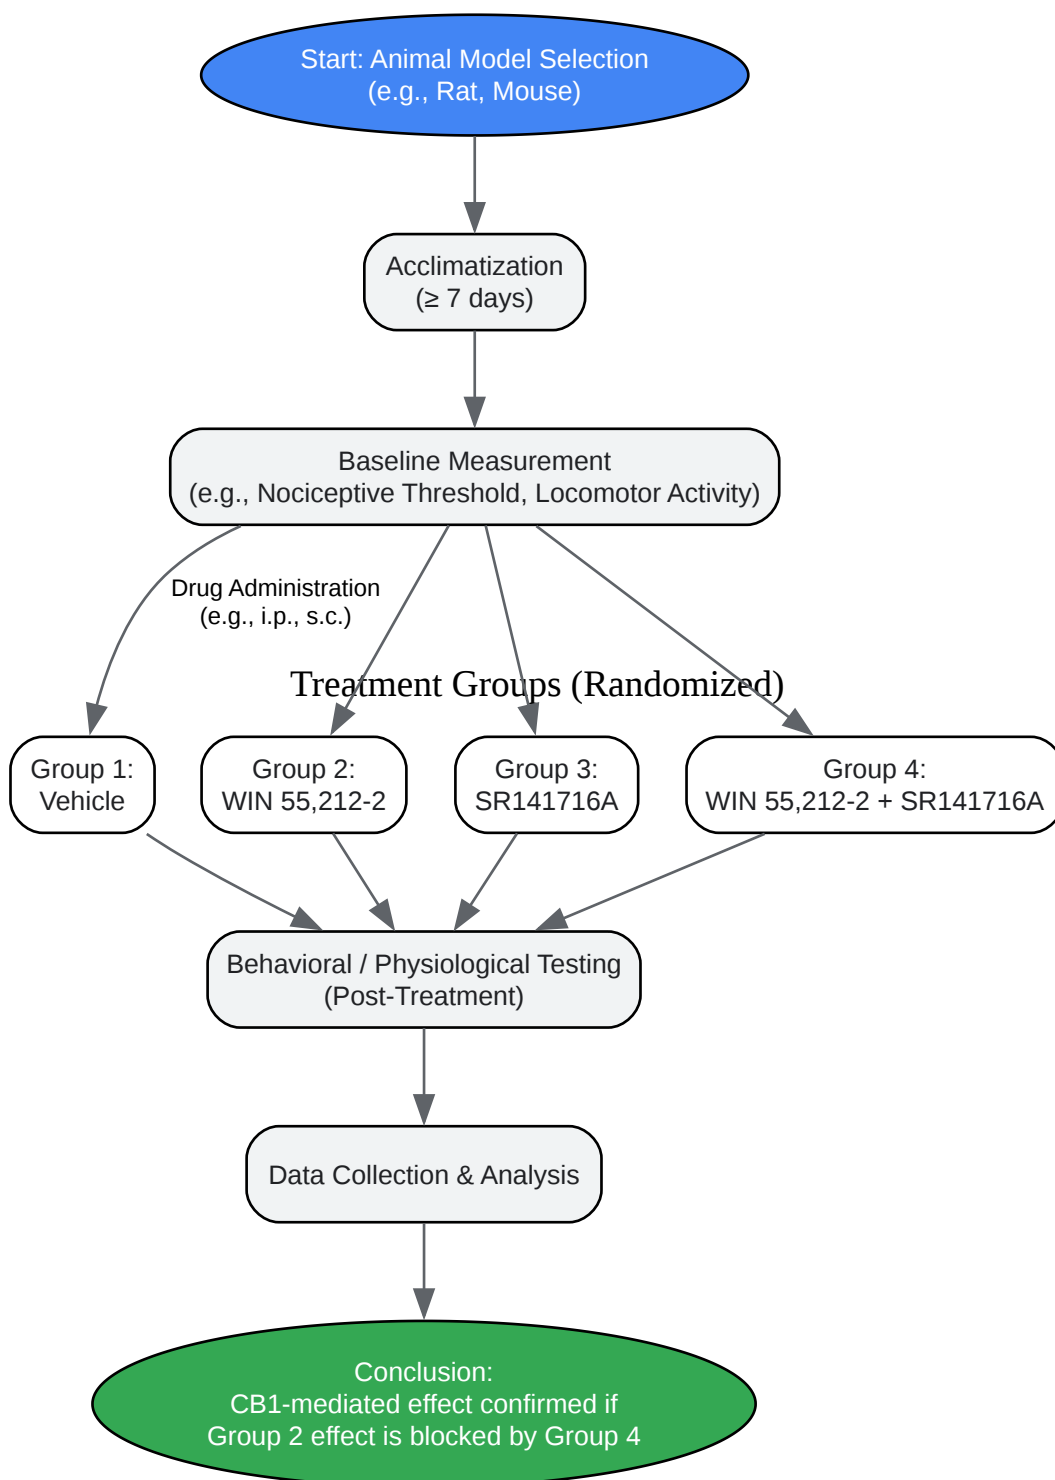 Start: Animal Model Selection
(e.g., Rat, Mouse)
Acclimatization
(≥ 7 days)
Baseline Measurement
(e.g., Nociceptive Threshold, Locomotor Activity)
Drug Administration
(e.g., i.p., s.c.)
Treatment Groups (Randomized)
Group 1:
Vehicle
Group 2:
WIN 55,212-2
Group 3:
SR141716A
Group 4:
WIN 55,212-2 + SR141716A
Behavioral / Physiological Testing
(Post-Treatment)
Data Collection & Analysis
Conclusion:
CB1-mediated effect confirmed if
Group 2 effect is blocked by Group 4